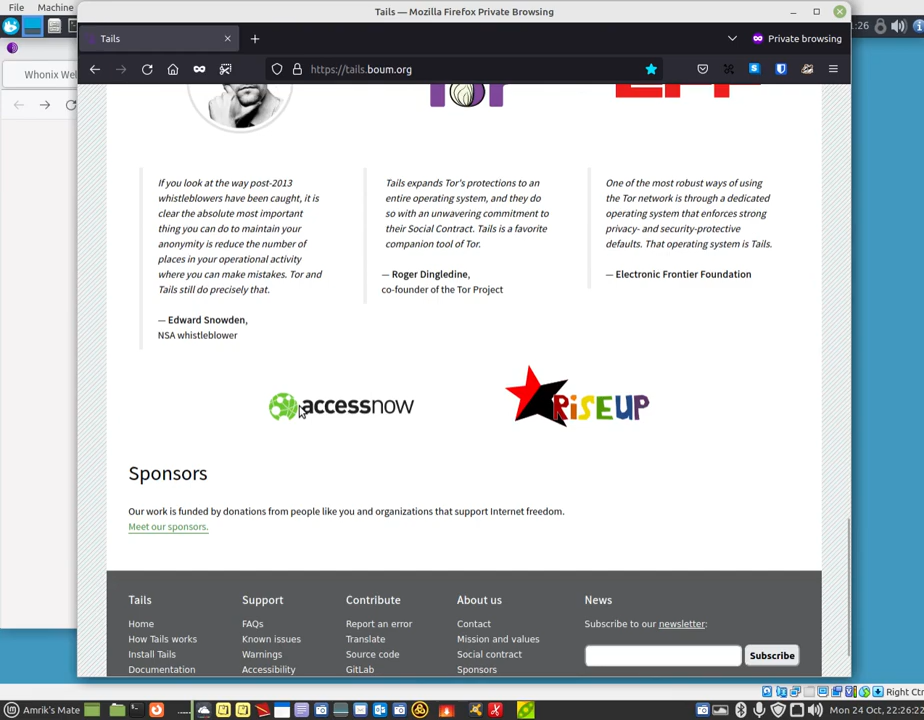 File Machine
Tails — Mozilla Firefox Private Browsing
:26
Tails
Private browsing
Whonix Wel
https://tails.boum.org
If you look at the way post-2013
whistleblowers have been caught, it is
clear the absolute most important
thing you can do to maintain your
anonymity is reduce the number of
places in your operational activity
where you can make mistakes. Tor and
Tails still do precisely that.
— Edward Snowden,
NSA whistleblower
Tails expands Tor's protections to an
entire operating system, and they do
so with an unwavering commitment to
their Social Contract. Tails is a favorite
companion tool of Tor.
— Roger Dingledine,
co-founder of the Tor Project
One of the most robust ways of using
the Tor network is through a dedicated
operating system that enforces strong
privacy- and security-protective
defaults. That operating system is Tails.
— Electronic Frontier Foundation
accessnow
RiSEUP
Sponsors
Our work is funded by donations from people like you and organizations that support Internet freedom.
Meet our sponsors.
Tails
Home
How Tails works
Install Tails
Documentation
Support
FAQs
Known issues
Warnings
Accessibility
Contribute
Report an error
Translate
Source code
GitLab
About us
Contact
Mission and values
Social contract
Sponsors
News
Subscribe to our newsletter:
Subscribe
Right Ctr
Amrik's Mate
Mon 24 Oct, 22:26:2